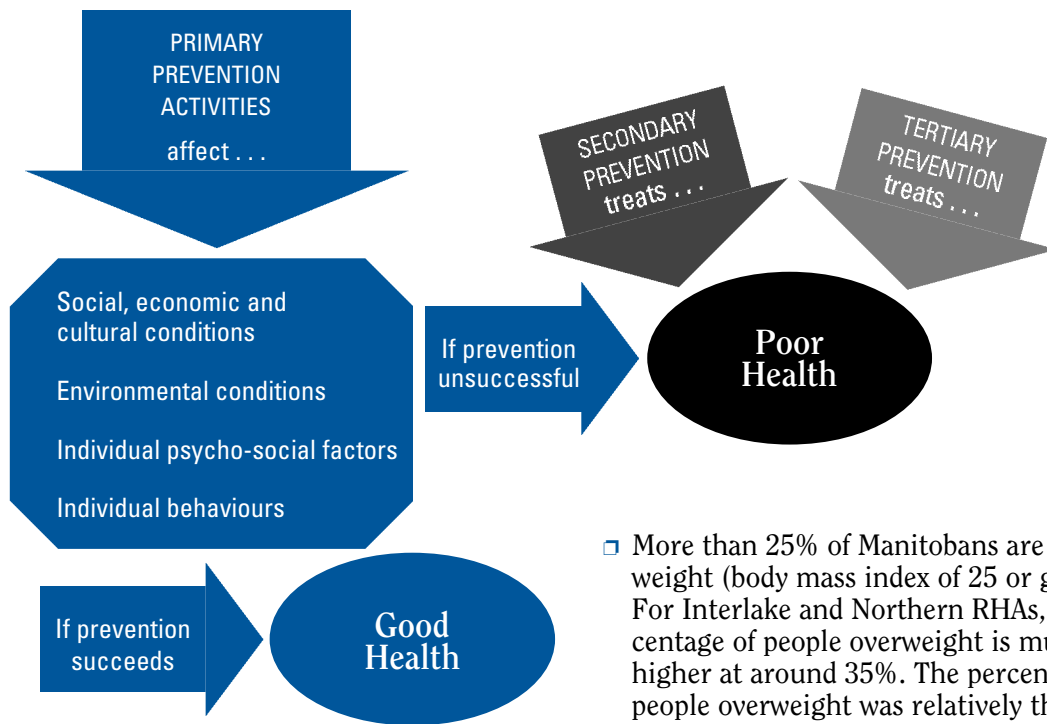 PRIMARY
PREVENTION
ACTIVITIES
affect . . .
SECONDARY
PREVENTION
treats . . .
TERTIARY
PREVENTION
treats . . .
Social, economic and
cultural conditions
Environmental conditions
Individual psycho-social factors
Individual behaviours
If prevention
unsuccessful
Poor
Health
If prevention
succeeds
Good
Health
❒ More than 25% of Manitobans are
weight (body mass index of 25 or g
For Interlake and Northern RHAs,
centage of people overweight is mu
higher at around 35%. The percen
people overweight was relatively th